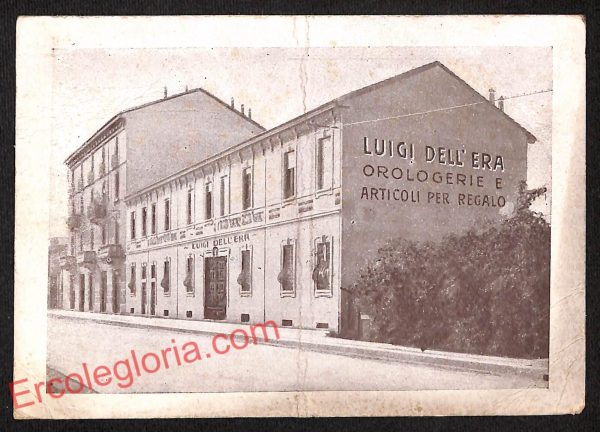 LUIGI DELL'ERA
OROLOGERIE E
ARTICOLI PER REGALO
LUIGI DELL'ERA
Ercolegloria.com